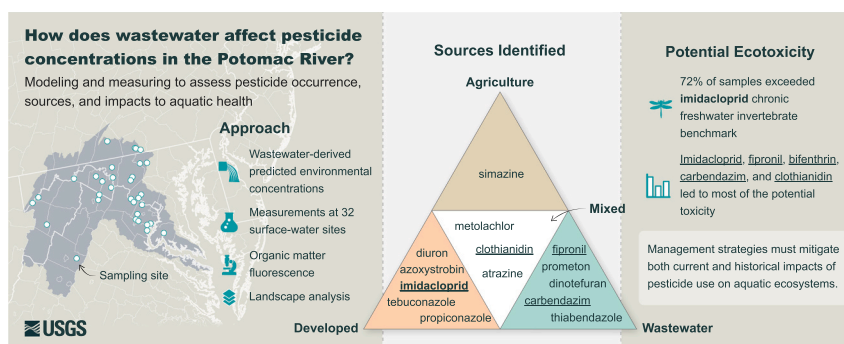 How does wastewater affect pesticide
concentrations in the Potomac River?
Modeling and measuring to assess pesticide occurrence,
sources, and impacts to aquatic health
Approach
Wastewater-derived
predicted environmental
concentrations
Measurements at 32
surface-water sites
Organic matter
fluorescence
Landscape analysis
Sampling site
USGS
Sources Identified
Agriculture
simazine
Mixed
metolachlor
clothianidin
atrazine
diuron
azoxystrobin
imidacloprid
tebuconazole
propiconazole
Developed
fipronil
prometon
dinotefuran
carbendazim
thiabendazole
Wastewater
Potential Ecotoxicity
72% of samples exceeded
imidacloprid chronic
freshwater invertebrate
benchmark
Imidacloprid, fipronil, bifenthrin,
carbendazim, and clothianidin
led to most of the potential
toxicity
Management strategies must mitigate
both current and historical impacts of
pesticide use on aquatic ecosystems.